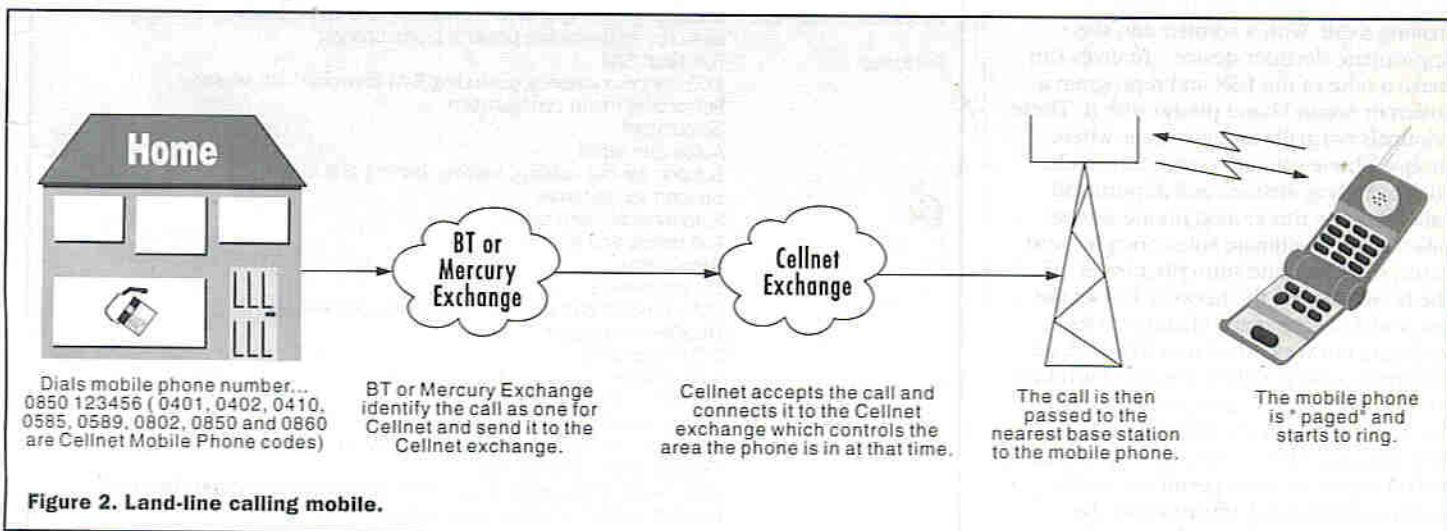 Home
BT or
Mercury
Exchange
Cellnet
Exchange
Dials mobile phone number...
0850 123456 ( 0401, 0402, 0410,
0585, 0589, 0802, 0850 and 0860
are Cellnet Mobile Phone codes)
BT or Mercury Exchange
identify the call as one for
Cellnet and send it to the
Cellnet exchange.
Cellnet accepts the call and
connects it to the Cellnet
exchange which controls the
area the phone is in at that time.
The call is then
passed to the
nearest base station
to the mobile phone.
The mobile phone
is "paged" and
starts to ring.
Figure 2. Land-line calling mobile.